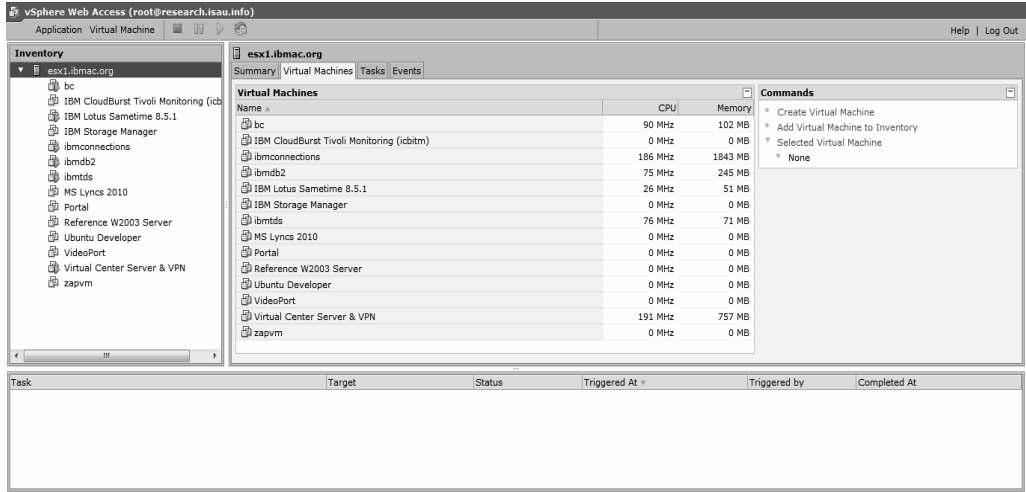 vSphere Web Access (root@research.isau.info)
Application Virtual Machine
Help | Log Out
Inventory
esx1.ibmac.org
bc
IBM CloudBurst Tivoli Monitoring (icb
IBM Lotus Sametime 8.5.1
IBM Storage Manager
ibmconnections
ibmdb2
ibmtds
MS Lyncs 2010
Portal
Reference W2003 Server
Ubuntu Developer
VideoPort
Virtual Center Server & VPN
zapvm
esx1.ibmac.org
Summary Virtual Machines Tasks Events
Virtual Machines
Name CPU Memory
bc 90 MHz 102 MB
IBM CloudBurst Tivoli Monitoring (icbitm) 0 MHz 0 MB
ibmconnections 186 MHz 1843 MB
ibmdb2 75 MHz 245 MB
IBM Lotus Sametime 8.5.1 26 MHz 51 MB
IBM Storage Manager 0 MHz 0 MB
ibmtds 76 MHz 71 MB
MS Lyncs 2010 0 MHz 0 MB
Portal 0 MHz 0 MB
Reference W2003 Server 0 MHz 0 MB
Ubuntu Developer 0 MHz 0 MB
VideoPort 0 MHz 0 MB
Virtual Center Server & VPN 191 MHz 757 MB
zapvm 0 MHz 0 MB
Commands
Create Virtual Machine
Add Virtual Machine to Inventory
Selected Virtual Machine
None
Task Target Status Triggered At Triggered by Completed At